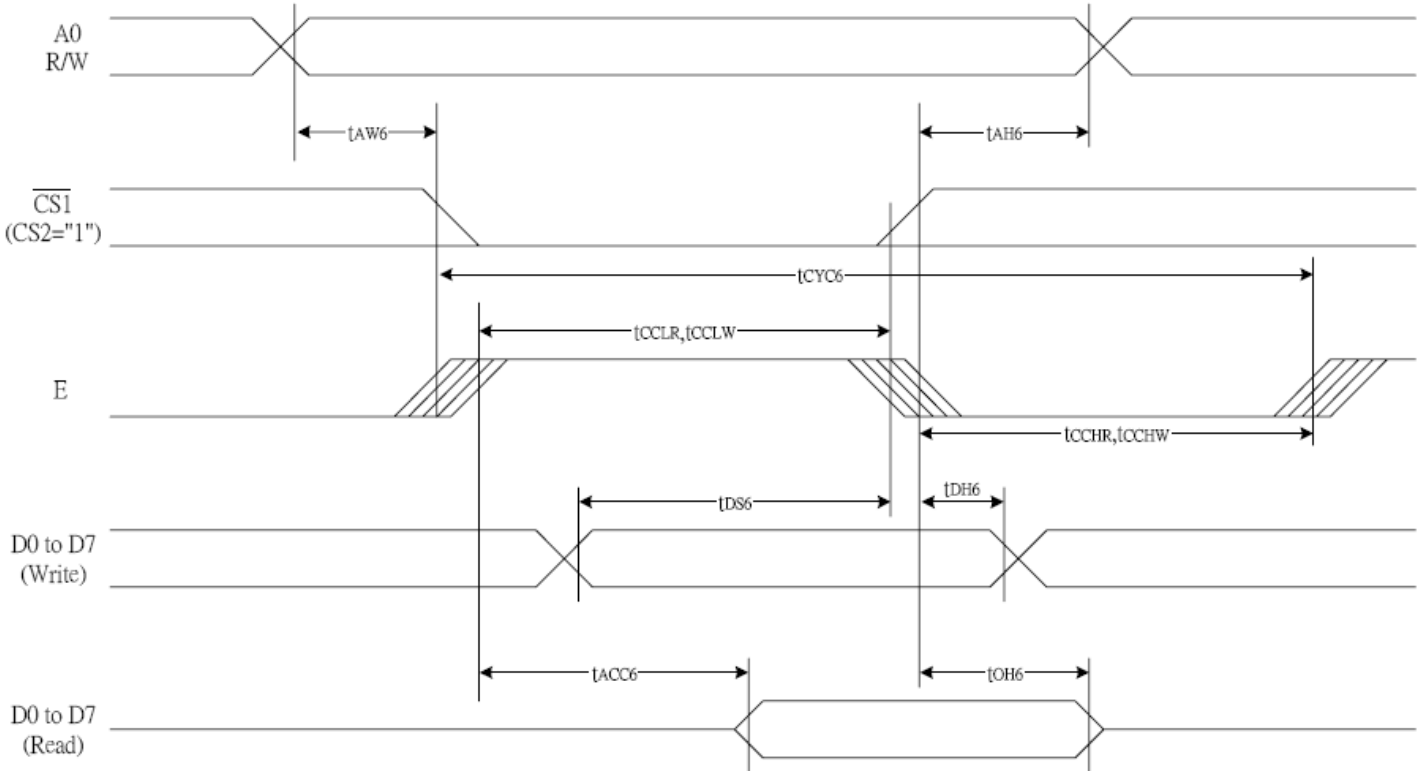 A0
R/W
tAW6
tAH6
CS1
(CS2="1")
tCYC6
tCCLR,tCCLW
E
tCCHR,tCCHW
tDS6
tDH6
D0 to D7
(Write)
tACC6
tOH6
D0 to D7
(Read)